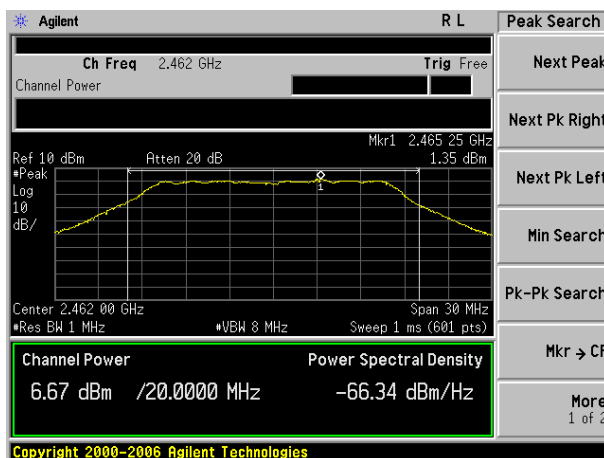 Agilent R L Peak Search
Ch Freq 2.462 GHz Trig Free
Channel Power
Next Peak
Next Pk Right
Next Pk Left
Min Search
Pk-Pk Search
Mkr → CF
More
1 of 2
Mkr1 2.465 25 GHz
Ref 10 dBm Atten 20 dB 1.35 dBm
#Peak
Log
10
dB/
1
Center 2.462 00 GHz Span 30 MHz
#Res BW 1 MHz #VBW 8 MHz Sweep 1 ms (601 pts)
Channel Power Power Spectral Density
6.67 dBm /20.0000 MHz -66.34 dBm/Hz
Copyright 2000-2006 Agilent Technologies